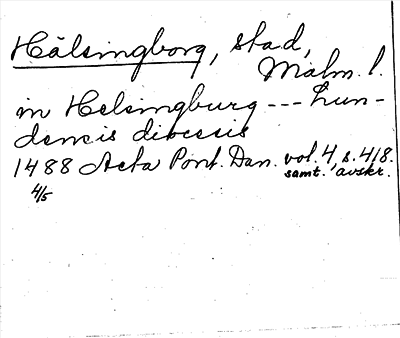 Hälsingborg, stad,
Malm. l.
in Helsingburg --- Lun-
densis diocesis
1488 Acta Pont. Dan. vol. 4, s. 418.
4/5 samt. avskr.